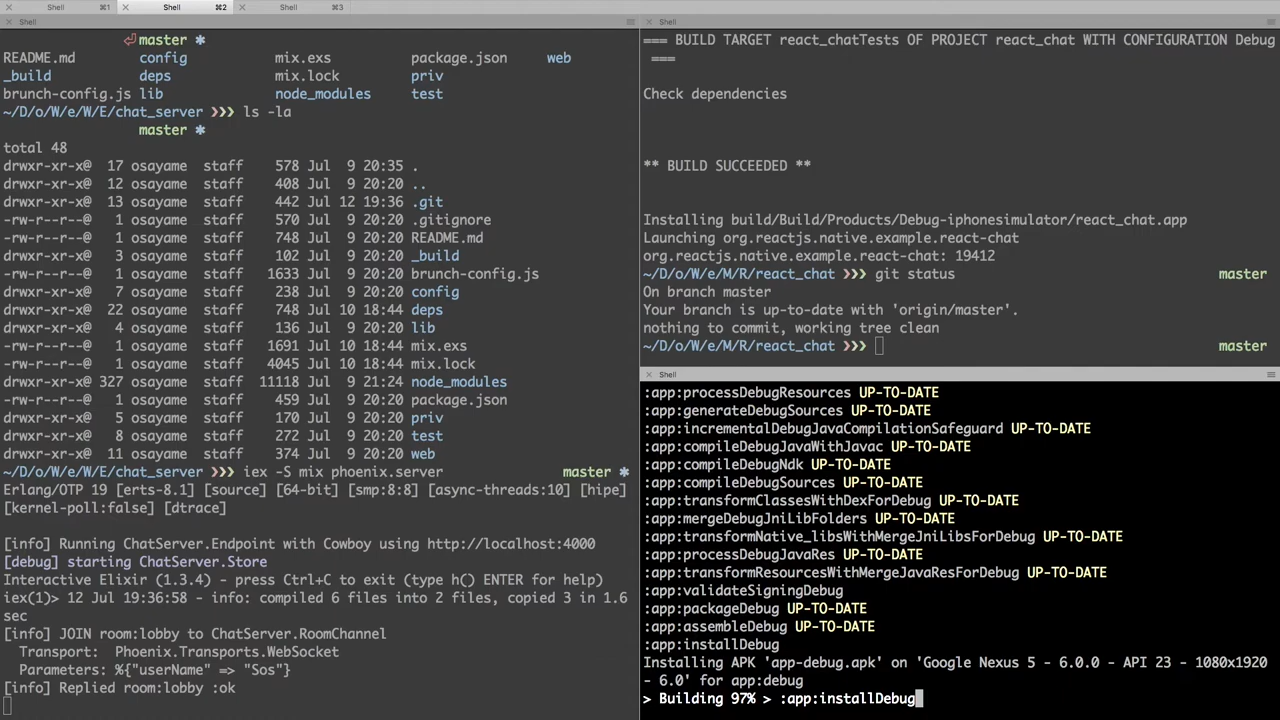 Shell ⌘1 Shell ⌘2 Shell ⌘3
Shell
⏎ master ✱
README.md config mix.exs package.json web
_build deps mix.lock priv
brunch-config.js lib node_modules test
~/D/o/W/e/W/E/chat_server ❯❯❯ ls -la
master ✱
total 48
drwxr-xr-x@ 17 osayame staff 578 Jul 9 20:35 .
drwxr-xr-x@ 12 osayame staff 408 Jul 9 20:20 ..
drwxr-xr-x@ 13 osayame staff 442 Jul 12 19:36 .git
-rw-r--r--@ 1 osayame staff 570 Jul 9 20:20 .gitignore
-rw-r--r--@ 1 osayame staff 748 Jul 9 20:20 README.md
drwxr-xr-x@ 3 osayame staff 102 Jul 9 20:20 _build
-rw-r--r--@ 1 osayame staff 1633 Jul 9 20:20 brunch-config.js
drwxr-xr-x@ 7 osayame staff 238 Jul 9 20:20 config
drwxr-xr-x@ 22 osayame staff 748 Jul 10 18:44 deps
drwxr-xr-x@ 4 osayame staff 136 Jul 9 20:20 lib
-rw-r--r--@ 1 osayame staff 1691 Jul 10 18:44 mix.exs
-rw-r--r--@ 1 osayame staff 4045 Jul 10 18:44 mix.lock
drwxr-xr-x@ 327 osayame staff 11118 Jul 9 21:24 node_modules
-rw-r--r--@ 1 osayame staff 459 Jul 9 20:20 package.json
drwxr-xr-x@ 5 osayame staff 170 Jul 9 20:20 priv
drwxr-xr-x@ 8 osayame staff 272 Jul 9 20:20 test
drwxr-xr-x@ 11 osayame staff 374 Jul 9 20:20 web
~/D/o/W/e/W/E/chat_server ❯❯❯ iex -S mix phoenix.server master ✱
Erlang/OTP 19 [erts-8.1] [source] [64-bit] [smp:8:8] [async-threads:10] [hipe]
[kernel-poll:false] [dtrace]
[info] Running ChatServer.Endpoint with Cowboy using http://localhost:4000
[debug] starting ChatServer.Store
Interactive Elixir (1.3.4) - press Ctrl+C to exit (type h() ENTER for help)
iex(1)> 12 Jul 19:36:58 - info: compiled 6 files into 2 files, copied 3 in 1.6
sec
[info] JOIN room:lobby to ChatServer.RoomChannel
Transport: Phoenix.Transports.WebSocket
Parameters: %{"userName" => "Sos"}
[info] Replied room:lobby :ok
Shell
=== BUILD TARGET react_chatTests OF PROJECT react_chat WITH CONFIGURATION Debug
===
Check dependencies
** BUILD SUCCEEDED **
Installing build/Build/Products/Debug-iphonesimulator/react_chat.app
Launching org.reactjs.native.example.react-chat
org.reactjs.native.example.react-chat: 19412
~/D/o/W/e/M/R/react_chat ❯❯❯ git status master
On branch master
Your branch is up-to-date with 'origin/master'.
nothing to commit, working tree clean
~/D/o/W/e/M/R/react_chat ❯❯❯ master
Shell
:app:processDebugResources UP-TO-DATE
:app:generateDebugSources UP-TO-DATE
:app:incrementalDebugJavaCompilationSafeguard UP-TO-DATE
:app:compileDebugJavaWithJavac UP-TO-DATE
:app:compileDebugNdk UP-TO-DATE
:app:compileDebugSources UP-TO-DATE
:app:transformClassesWithDexForDebug UP-TO-DATE
:app:mergeDebugJniLibFolders UP-TO-DATE
:app:transformNative_libsWithMergeJniLibsForDebug UP-TO-DATE
:app:processDebugJavaRes UP-TO-DATE
:app:transformResourcesWithMergeJavaResForDebug UP-TO-DATE
:app:validateSigningDebug
:app:packageDebug UP-TO-DATE
:app:assembleDebug UP-TO-DATE
:app:installDebug
Installing APK 'app-debug.apk' on 'Google Nexus 5 - 6.0.0 - API 23 - 1080x1920
- 6.0' for app:debug
> Building 97% > :app:installDebug